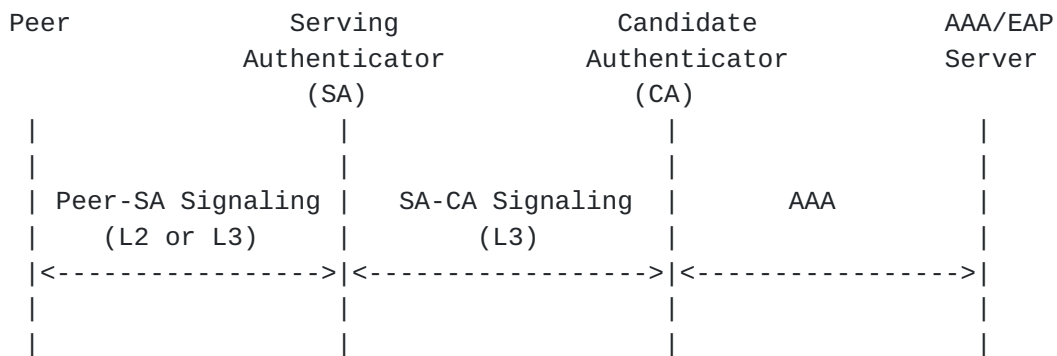 Peer Serving Candidate AAA/EAP
Authenticator Authenticator Server
(SA) (CA)
Peer-SA Signaling SA-CA Signaling AAA
(L2 or L3) (L3)